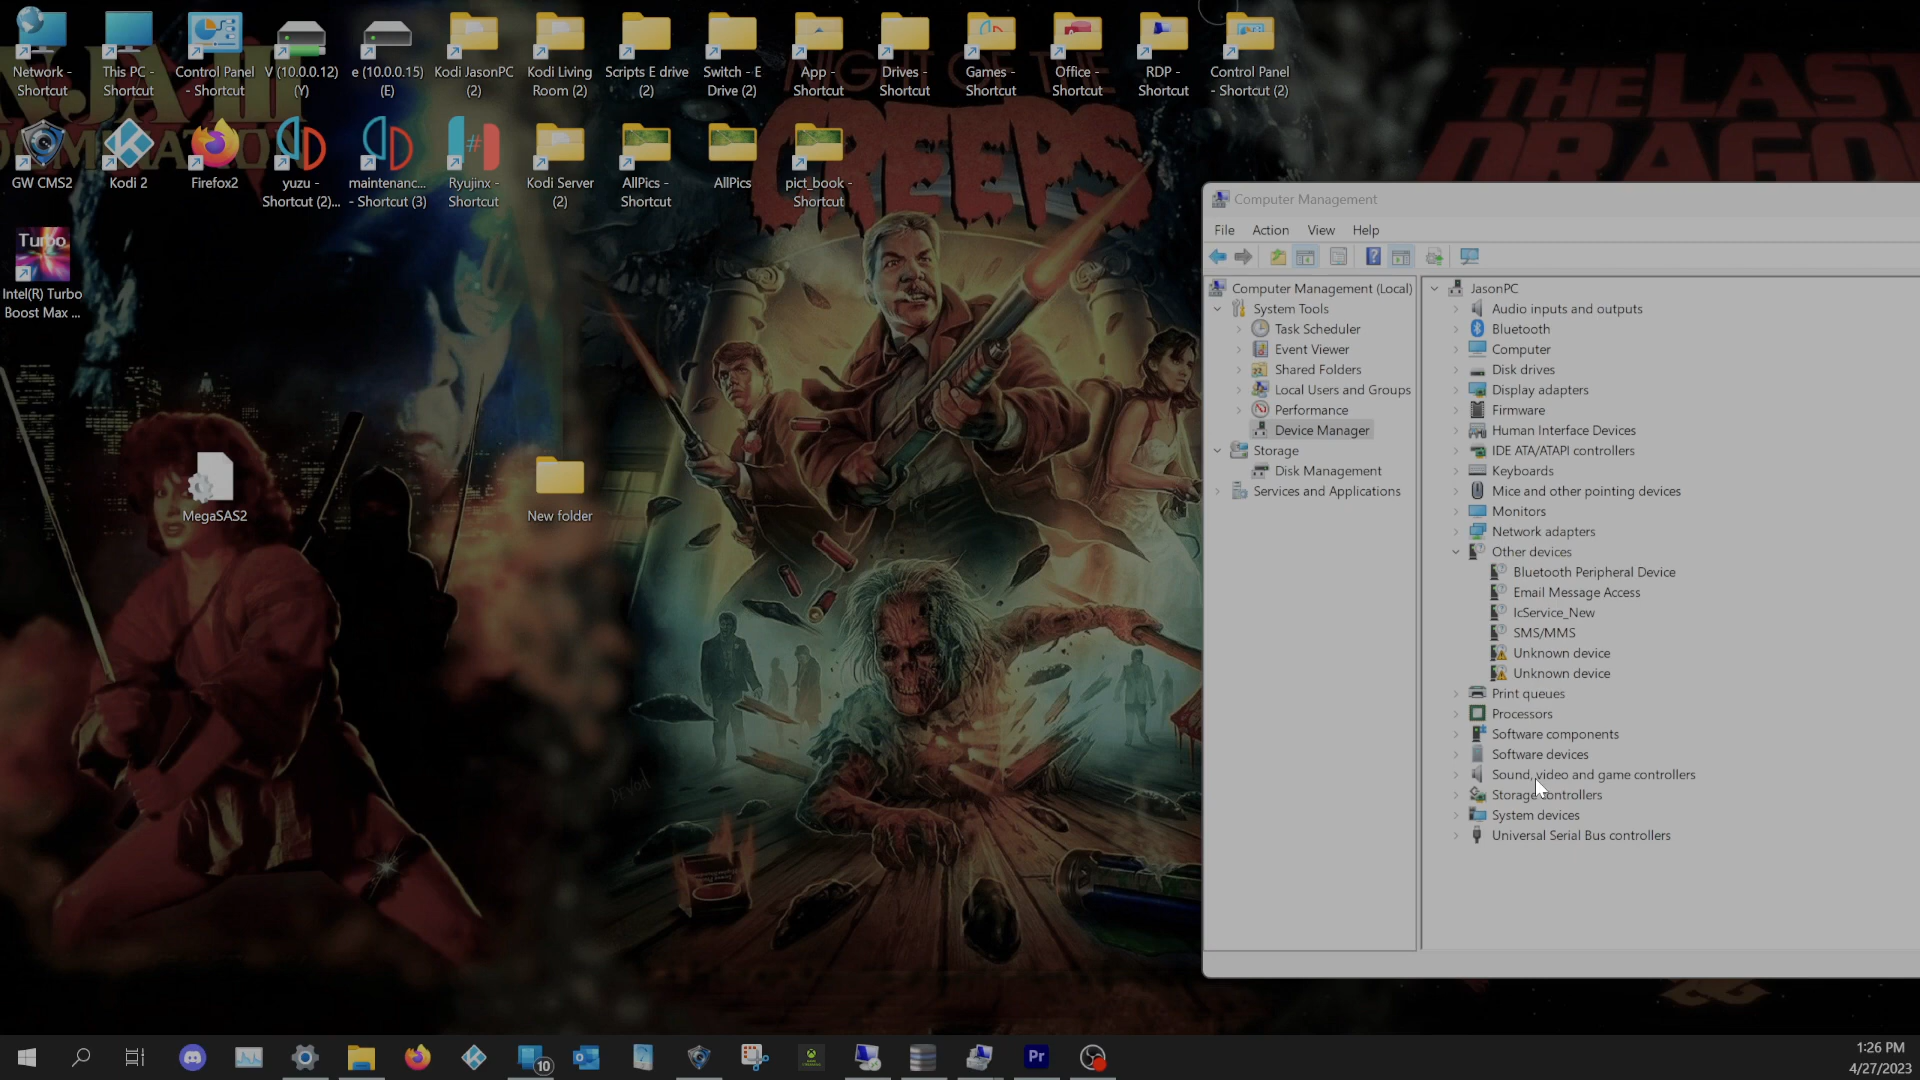 Network -
Shortcut
This PC -
Shortcut
Control Panel
- Shortcut
V (10.0.0.12)
(Y)
e (10.0.0.15)
(E)
Kodi JasonPC
(2)
Kodi Living
Room (2)
Scripts E drive
(2)
Switch - E
Drive (2)
App -
Shortcut
Drives -
Shortcut
Games -
Shortcut
Office -
Shortcut
RDP -
Shortcut
Control Panel
- Shortcut (2)
GW CMS2
Kodi 2
Firefox2
yuzu -
Shortcut (2)...
maintenanc...
- Shortcut (3)
Ryujinx -
Shortcut
Kodi Server
(2)
AllPics -
Shortcut
AllPics
pict_book -
Shortcut
Turbo
Intel(R) Turbo
Boost Max ...
MegaSAS2
New folder
CREEPS
THE LAST
DRAGON
Computer Management
File Action View Help
Computer Management (Local)
System Tools
Task Scheduler
Event Viewer
Shared Folders
Local Users and Groups
Performance
Device Manager
Storage
Disk Management
Services and Applications
JasonPC
Audio inputs and outputs
Bluetooth
Computer
Disk drives
Display adapters
Firmware
Human Interface Devices
IDE ATA/ATAPI controllers
Keyboards
Mice and other pointing devices
Monitors
Network adapters
Other devices
Bluetooth Peripheral Device
Email Message Access
IcService_New
SMS/MMS
Unknown device
Unknown device
Print queues
Processors
Software components
Software devices
Sound, video and game controllers
Storage controllers
System devices
Universal Serial Bus controllers
DEVON
10
Pr
1:26 PM
4/27/2023